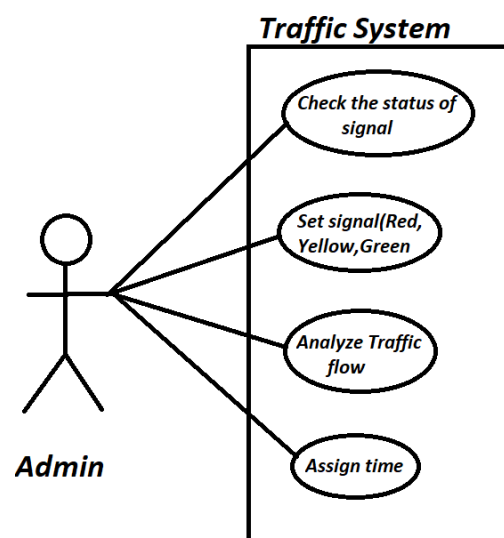 Traffic System
Check the status of
signal
Set signal(Red,
Yellow,Green
Analyze Traffic
flow
Assign time
Admin